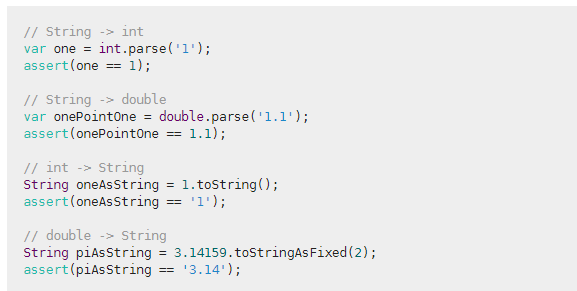 // String -> int
var one = int.parse('1');
assert(one == 1);
// String -> double
var onePointOne = double.parse('1.1');
assert(onePointOne == 1.1);
// int -> String
String oneAsString = 1.toString();
assert(oneAsString == '1');
// double -> String
String piAsString = 3.14159.toStringAsFixed(2);
assert(piAsString == '3.14');